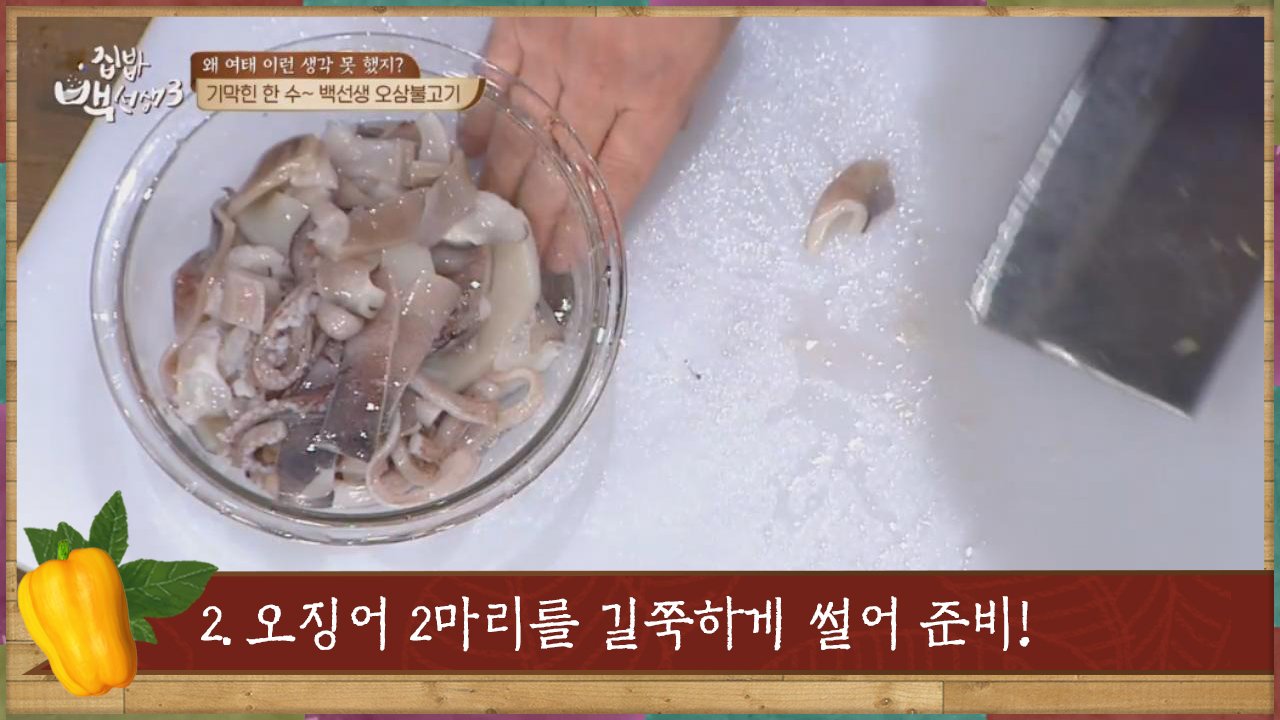 집밥
백선생3
왜 여태 이런 생각 못 했지?
기막힌 한 수~ 백선생 오삼불고기
2. 오징어 2마리를 길쭉하게 썰어 준비!